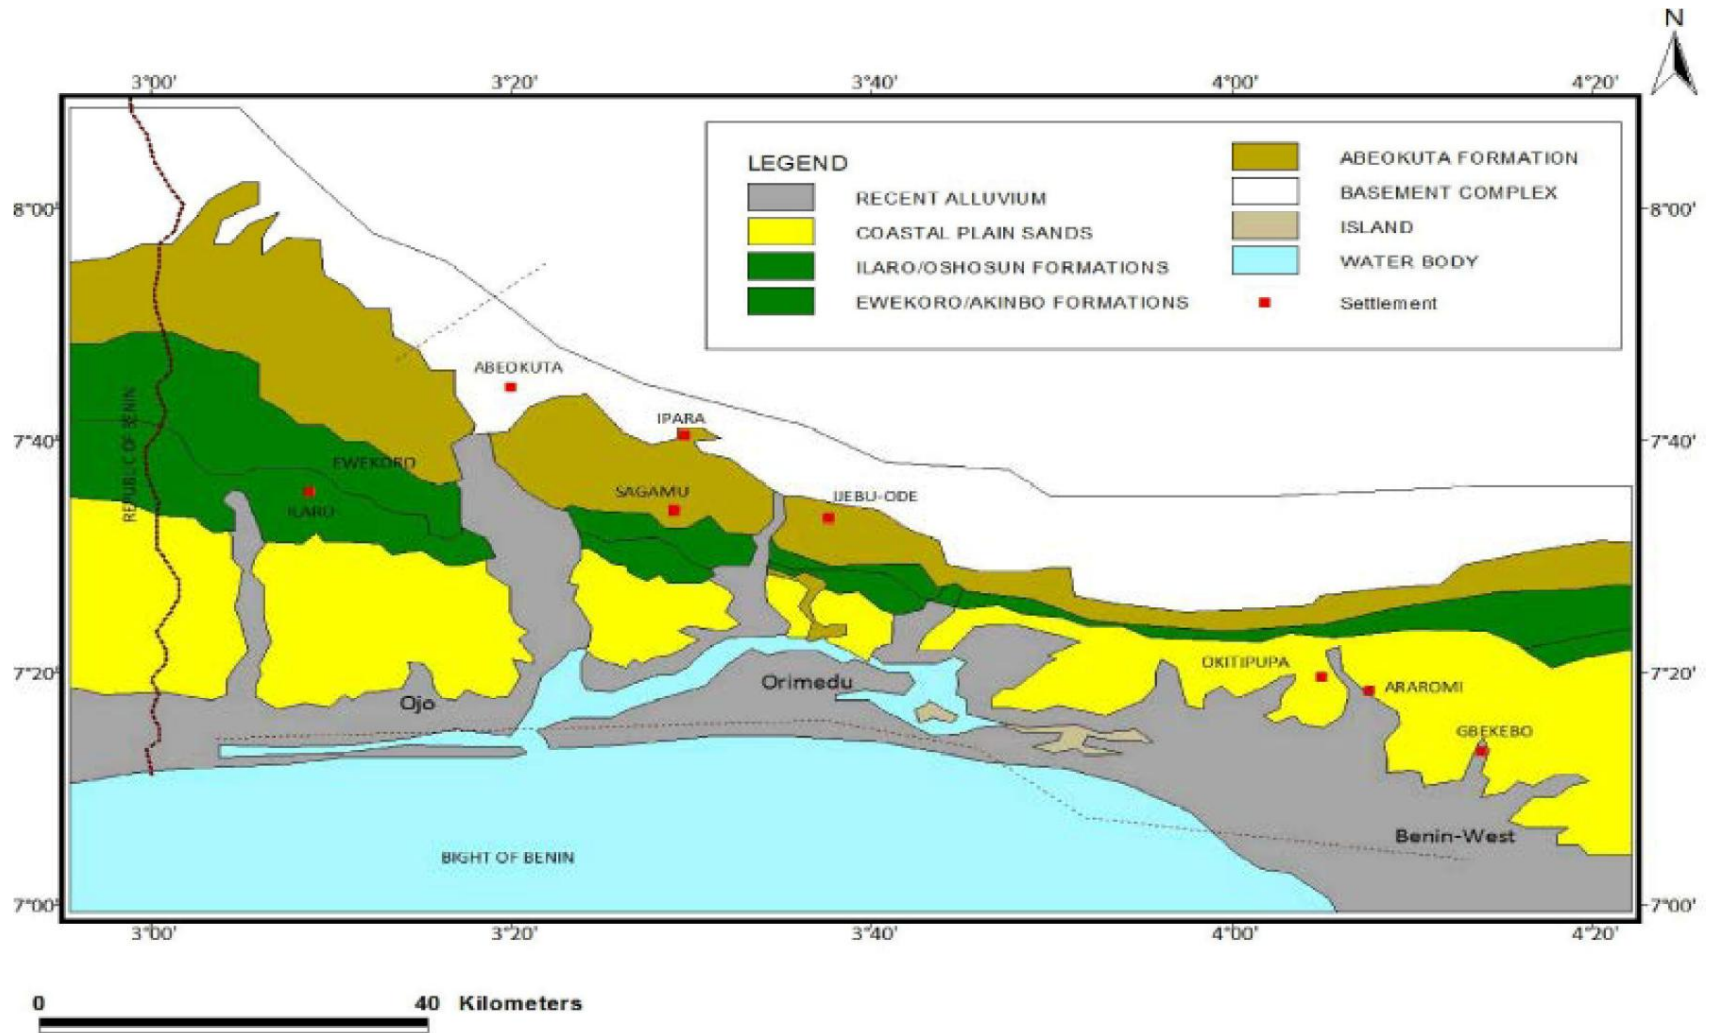 N
3°00' 3°20' 3°40' 4°00' 4°20'
LEGEND
RECENT ALLUVIUM
COASTAL PLAIN SANDS
ILARO/OSHOSUN FORMATIONS
EWEKORO/AKINBO FORMATIONS
ABEOKUTA FORMATION
BASEMENT COMPLEX
ISLAND
WATER BODY
Settlement
8°00' 8°00'
ABEOKUTA
IPARA
7°40' 7°40'
REPUBLIC OF BENIN
EWEKORD
SAGAMU
IJEBU-ODE
ILARO
7°20' 7°20'
OKITIPUPA
ARAROMI
Orimedu
Ojo
GBEKEBO
Benin-West
BIGHT OF BENIN
7°00' 7°00'
3°00' 3°20' 3°40' 4°00' 4°20'
0 40 Kilometers